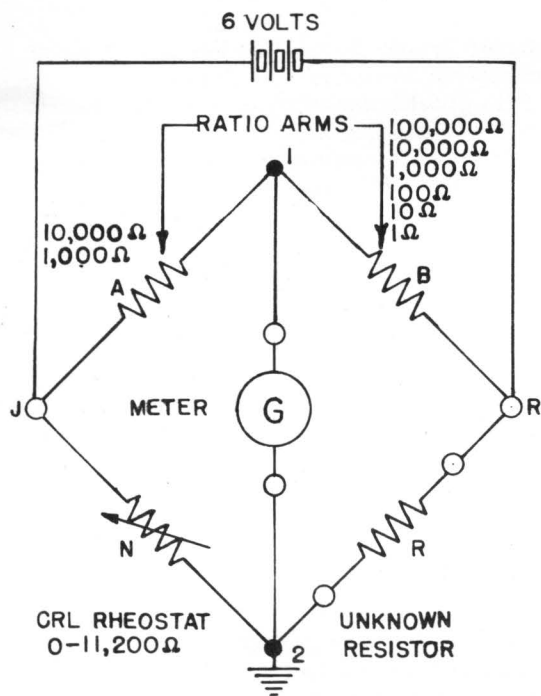 6 VOLTS
RATIO ARMS
100,000Ω
10,000Ω
1,000Ω
100Ω
10Ω
1Ω
1
10,000Ω
1,000Ω
A
B
J
METER
G
R
N
R
CRL RHEOSTAT
0-11,200Ω
UNKNOWN
RESISTOR
2